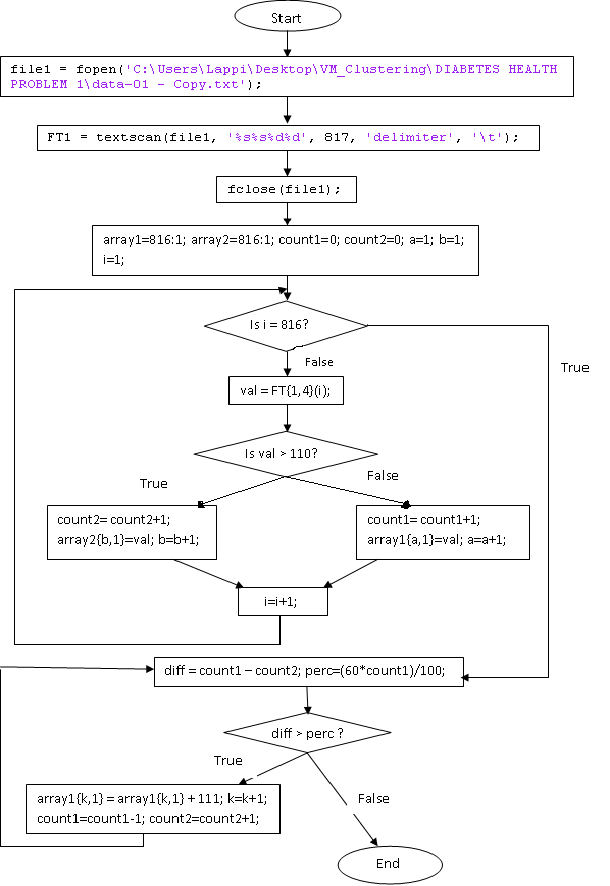 Start
file1 = fopen('C:\Users\Lappi\Desktop\VM_Clustering\DIABETES HEALTH
PROBLEM 1\data-01 - Copy.txt');
FT1 = textscan(file1, '%s%s%d%d', 817, 'delimiter', '\t');
fclose(file1);
array1=816:1; array2=816:1; count1=0; count2=0; a=1; b=1;
i=1;
Is i = 816?
True
False
val = FT{1,4}(i);
Is val > 110?
True
False
count2= count2+1;
array2{b,1}=val; b=b+1;
count1= count1+1;
array1{a,1}=val; a=a+1;
i=i+1;
diff = count1 – count2; perc=(60*count1)/100;
diff > perc ?
True
array1{k,1} = array1{k,1} + 111; k=k+1;
count1=count1-1; count2=count2+1;
False
End